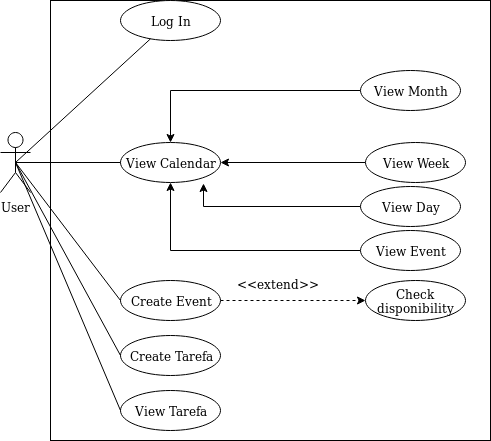 Log In
View Month
View Calendar
View Week
User
View Day
View Event
<<extend>>
Create Event
Check
disponibility
Create Tarefa
View Tarefa